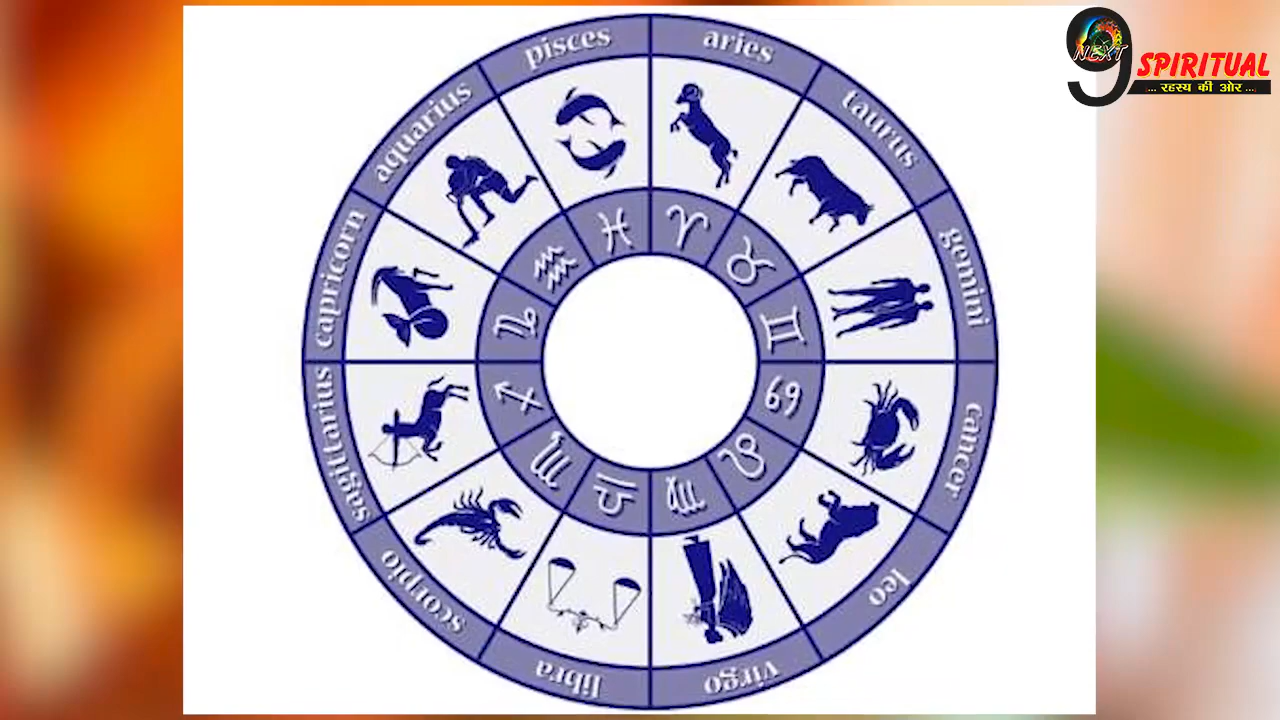 pisces
aries
taurus
gemini
cancer
leo
virgo
libra
scorpio
sagittarius
capricorn
aquarius
9
NEXT
SPIRITUAL
... रहस्य की ओर ...